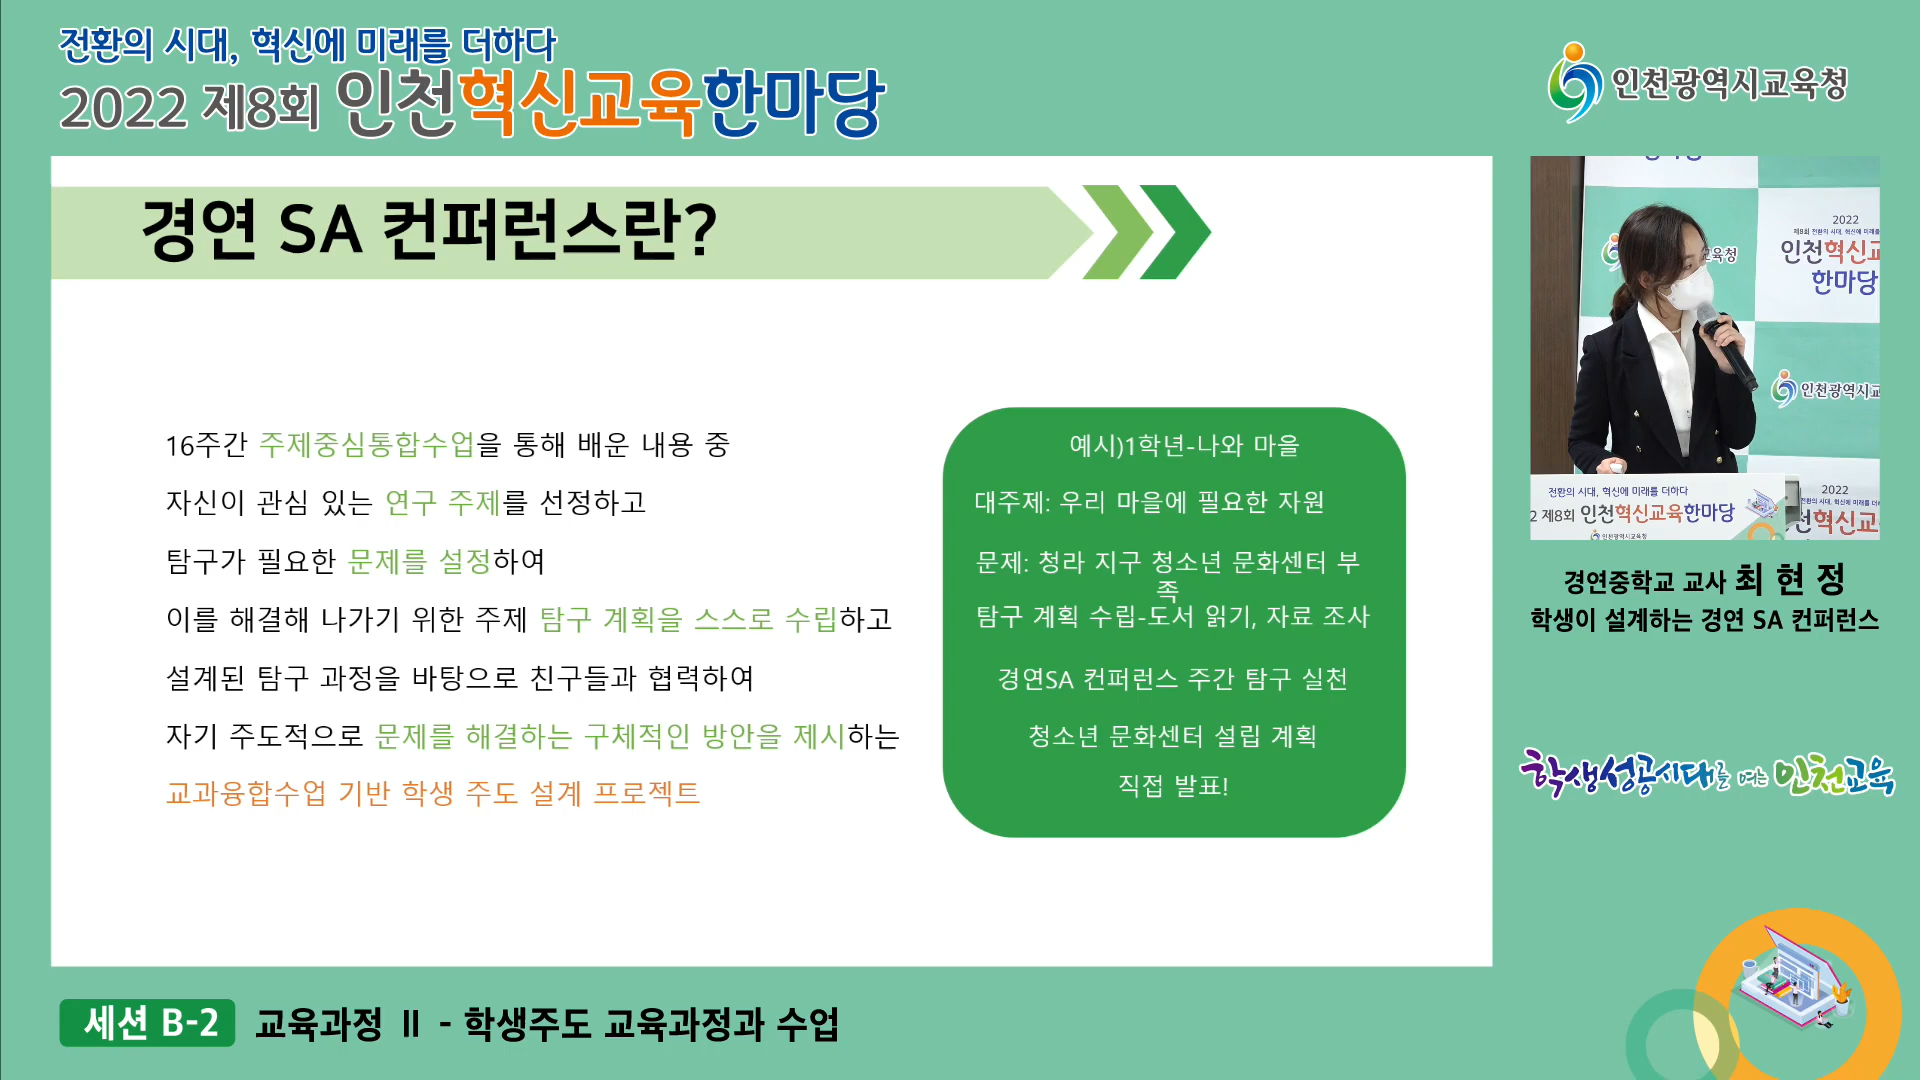 전환의 시대, 혁신에 미래를 더하다
2022 제8회 인천혁신교육한마당
인천광역시교육청
경연 SA 컨퍼런스란?
16주간 주제중심통합수업을 통해 배운 내용 중
자신이 관심 있는 연구 주제를 선정하고
탐구가 필요한 문제를 설정하여
이를 해결해 나가기 위한 주제 탐구 계획을 스스로 수립하고
설계된 탐구 과정을 바탕으로 친구들과 협력하여
자기 주도적으로 문제를 해결하는 구체적인 방안을 제시하는
교과융합수업 기반 학생 주도 설계 프로젝트
예시)1학년-나와 마을
대주제: 우리 마을에 필요한 자원
문제: 청라 지구 청소년 문화센터 부
족
탐구 계획 수립-도서 읽기, 자료 조사
경연SA 컨퍼런스 주간 탐구 실천
청소년 문화센터 설립 계획
직접 발표!
2022
인천혁신교
한마당
교육청
인천광역시교
전환의 시대, 혁신에 미래를 더하다
2 제8회 인천혁신교육한마당
인천광역시교육청
2022
천혁신교
경연중학교 교사 최 현 정
학생이 설계하는 경연 SA 컨퍼런스
학생성공시대를 여는 인천교육
세션 B-2 교육과정 Ⅱ - 학생주도 교육과정과 수업